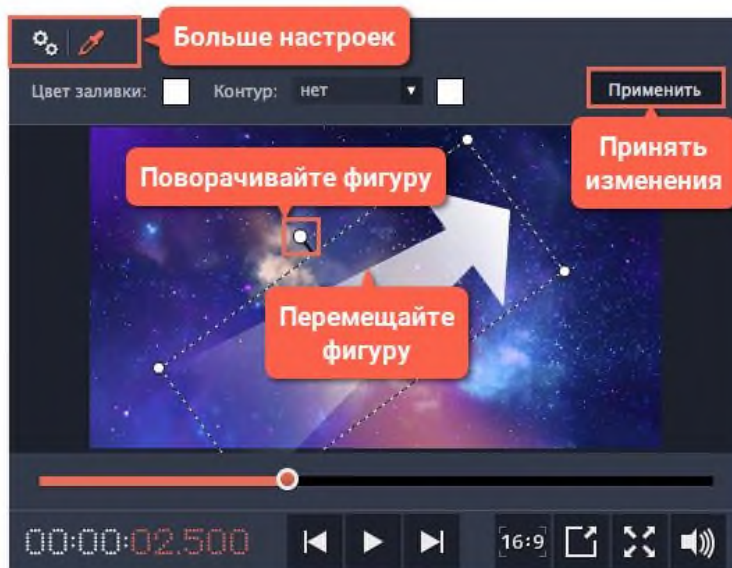 Больше настроек
Цвет заливки: Контур: нет Применить
Принять
изменения
Поворачивайте фигуру
Перемещайте
фигуру
00:00:02.500 16:9